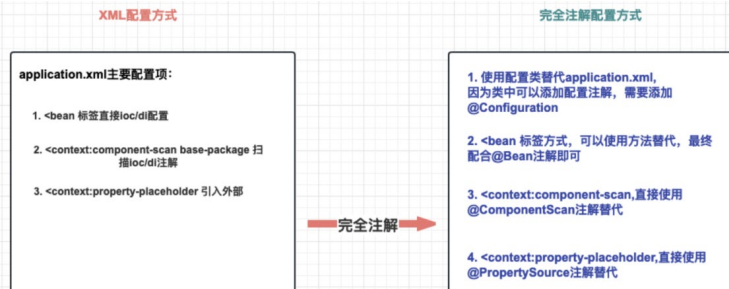 XML配置方式
application.xml主要配置项：
1. <bean 标签直接ioc/di配置
2. <context:component-scan base-package 扫
描ioc/di注解
3. <context:property-placeholder 引入外部
完全注解
完全注解配置方式
1. 使用配置类替代application.xml,
因为类中可以添加配置注解，需要添加
@Configuration
2. <bean 标签方式，可以使用方法替代，最终
配合@Bean注解即可
3. <context:component-scan,直接使用
@ComponentScan注解替代
4. <context:property-placeholder,直接使用
@PropertySource注解替代